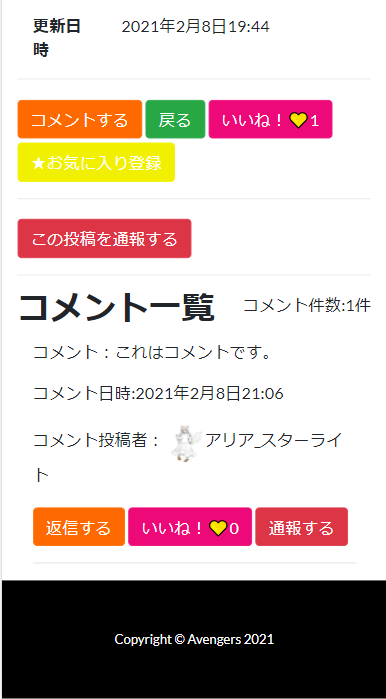 更新日 2021年2月8日19:44
時
コメントする 戻る いいね！💛1
★お気に入り登録
この投稿を通報する
コメント一覧 コメント件数:1件
コメント：これはコメントです。
コメント日時:2021年2月8日21:06
コメント投稿者： アリア_スターライ
ト
返信する いいね！💛0 通報する
Copyright © Avengers 2021